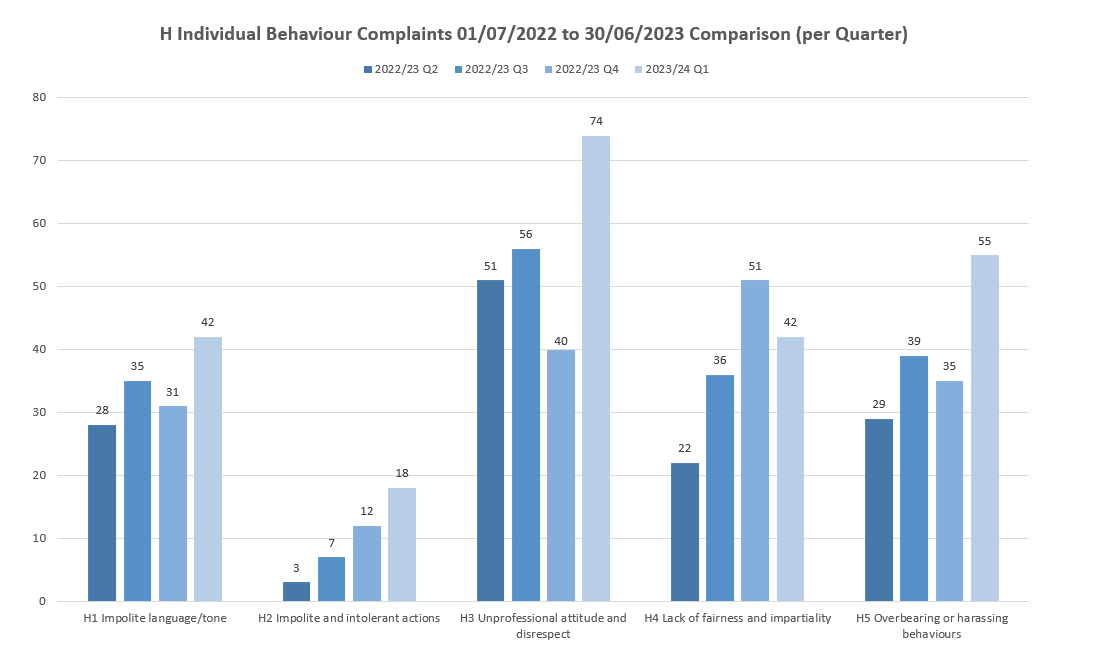 H Individual Behaviour Complaints 01/07/2022 to 30/06/2023 Comparison (per Quarter)
2022/23 Q2 2022/23 Q3 2022/23 Q4 2023/24 Q1
80
70
60
50
40
30
20
10
0
28 35 31 42
3 7 12 18
51 56 40 74
22 36 51 42
29 39 35 55
H1 Impolite language/tone
H2 Impolite and intolerant actions
H3 Unprofessional attitude and
disrespect
H4 Lack of fairness and impartiality
H5 Overbearing or harassing
behaviours